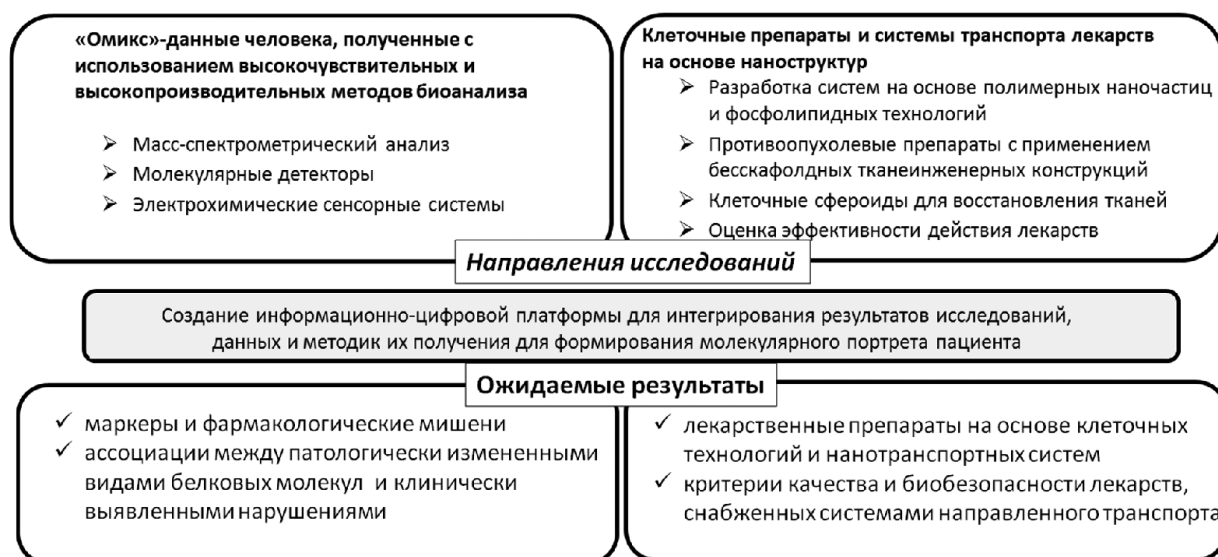 «Омикс»-данные человека, полученные с
использованием высокочувствительных и
высокопроизводительных методов биоанализа
➢ Масс-спектрометрический анализ
➢ Молекулярные детекторы
➢ Электрохимические сенсорные системы
Клеточные препараты и системы транспорта лекарств
на основе наноструктур
➢ Разработка систем на основе полимерных наночастиц
и фосфолипидных технологий
➢ Противоопухолевые препараты с применением
бесскафолдных тканеинженерных конструкций
➢ Клеточные сфероиды для восстановления тканей
➢ Оценка эффективности действия лекарств
Направления исследований
Создание информационно-цифровой платформы для интегрирования результатов исследований,
данных и методик их получения для формирования молекулярного портрета пациента
Ожидаемые результаты
✓ маркеры и фармакологические мишени
✓ ассоциации между патологически измененными
видами белковых молекул и клинически
выявленными нарушениями
✓ лекарственные препараты на основе клеточных
технологий и нанотранспортных систем
✓ критерии качества и биобезопасности лекарств,
снабженных системами направленного транспорта